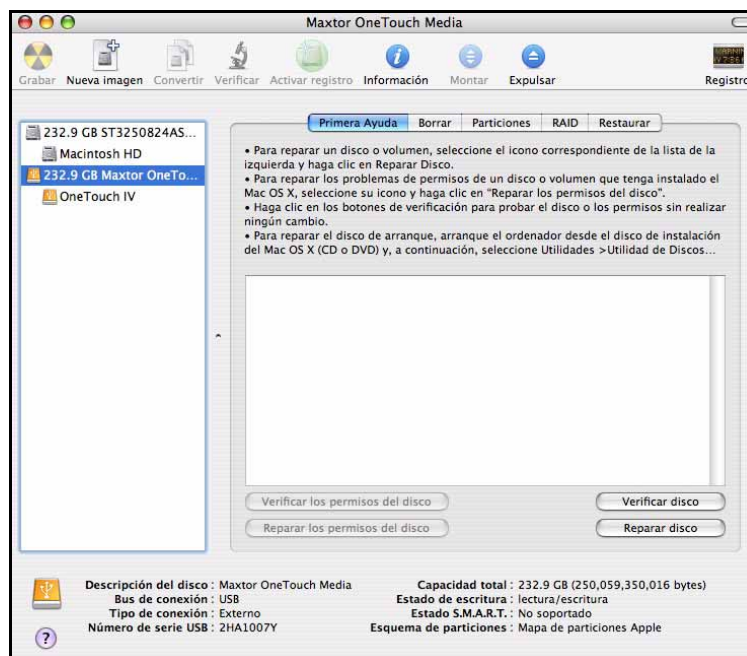 Maxtor OneTouch Media
Grabar Nueva imagen Convertir Verificar Activar registro Información Montar Expulsar Registro
232.9 GB ST3250824AS...
Macintosh HD
232.9 GB Maxtor OneTo...
OneTouch IV
Primera Ayuda Borrar Particiones RAID Restaurar
• Para reparar un disco o volumen, seleccione el icono correspondiente de la lista de la
izquierda y haga clic en Reparar Disco.
• Para reparar los problemas de permisos de un disco o volumen que tenga instalado el
Mac OS X, seleccione su icono y haga clic en "Reparar los permisos del disco".
• Haga clic en los botones de verificación para probar el disco o los permisos sin realizar
ningún cambio.
• Para reparar el disco de arranque, arranque el ordenador desde el disco de instalación
del Mac OS X (CD o DVD) y, a continuación, seleccione Utilidades >Utilidad de Discos...
Verificar los permisos del disco Verificar disco
Reparar los permisos del disco Reparar disco
Descripción del disco : Maxtor OneTouch Media
Bus de conexión : USB
Tipo de conexión : Externo
Número de serie USB : 2HA1007Y
Capacidad total : 232.9 GB (250,059,350,016 bytes)
Estado de escritura : lectura/escritura
Estado S.M.A.R.T. : No soportado
Esquema de particiones : Mapa de particiones Apple
?